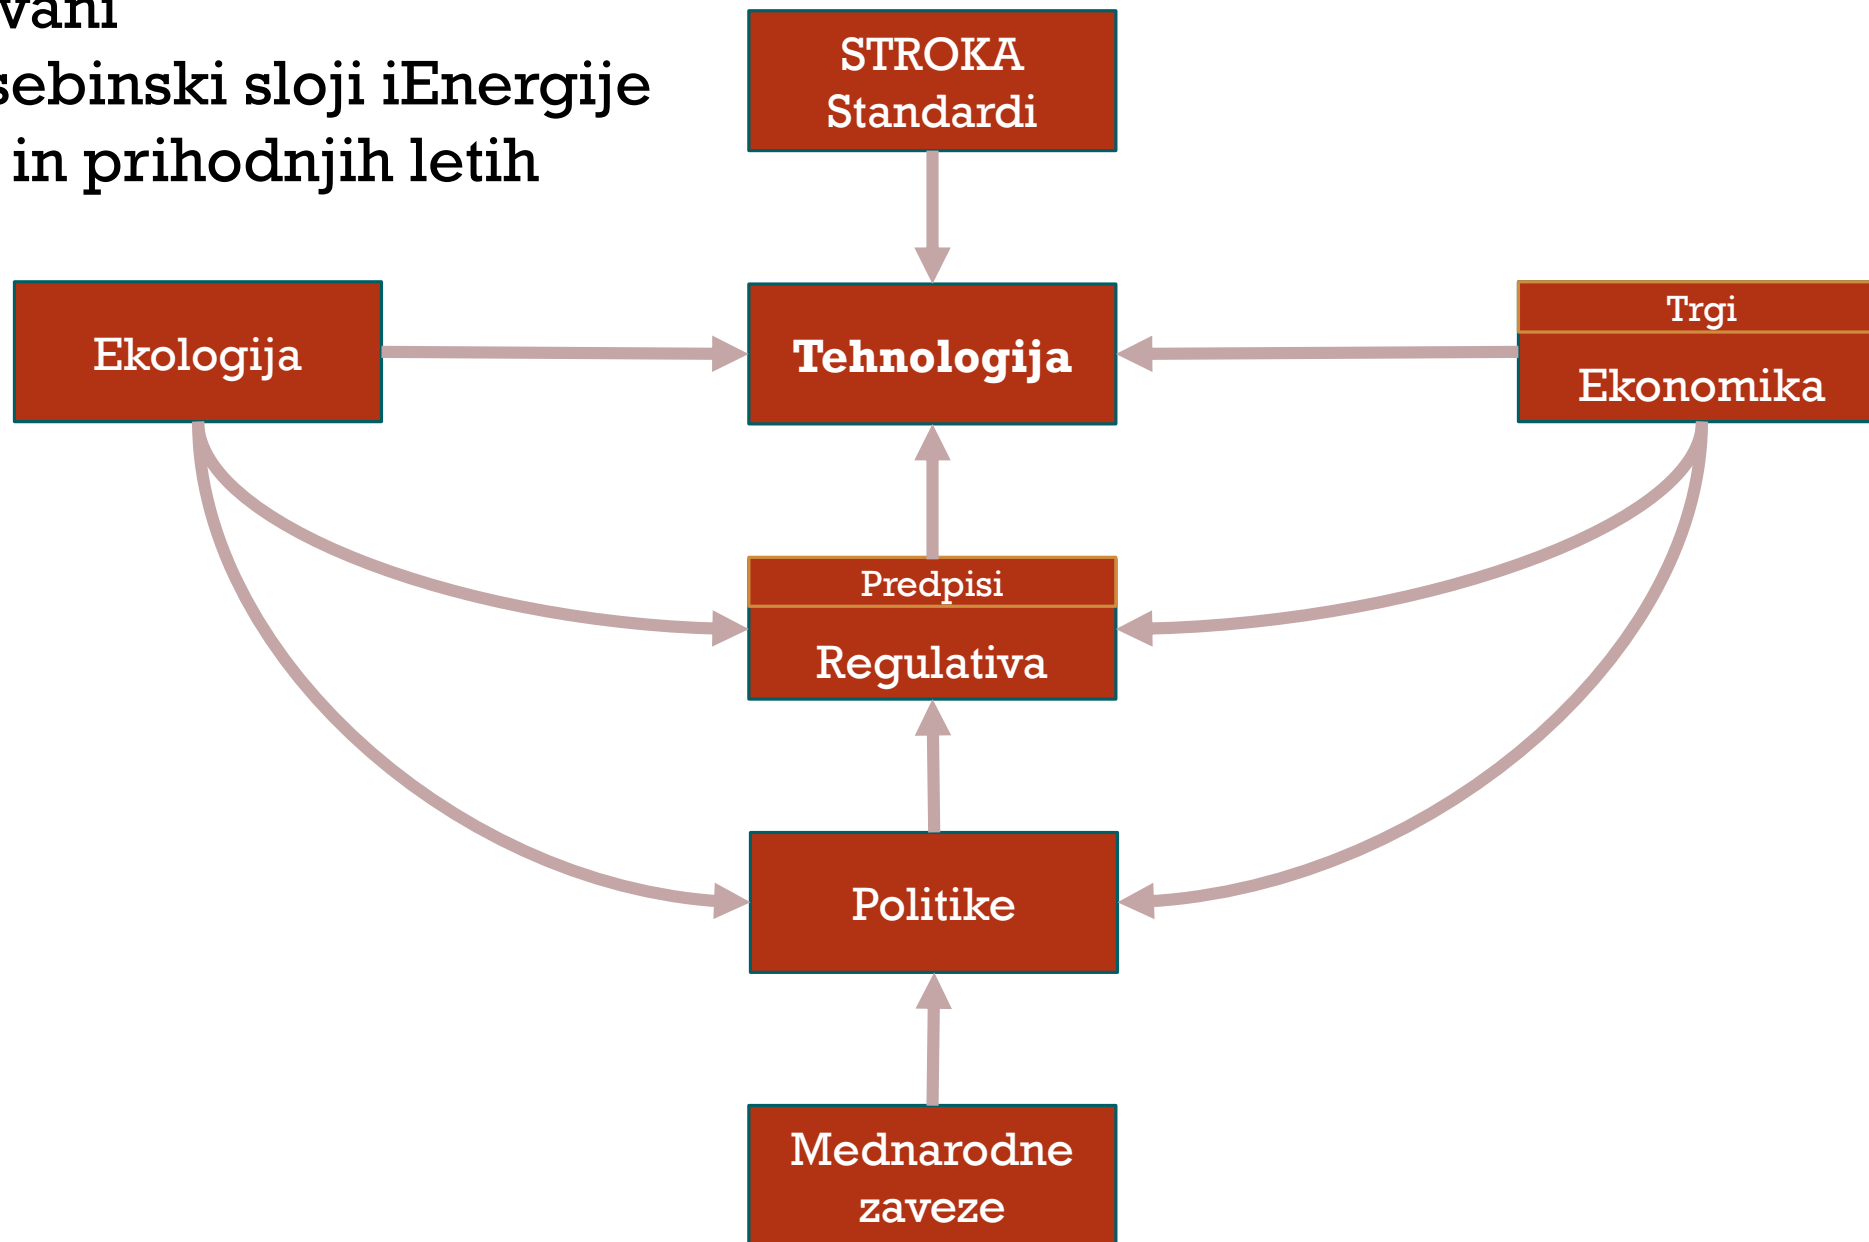 vani
sebinski sloji iEnergije
in prihodnjih letih
STROKA
Standardi
Ekologija
Tehnologija
Trgi
Ekonomika
Predpisi
Regulativa
Politike
Mednarodne
zaveze